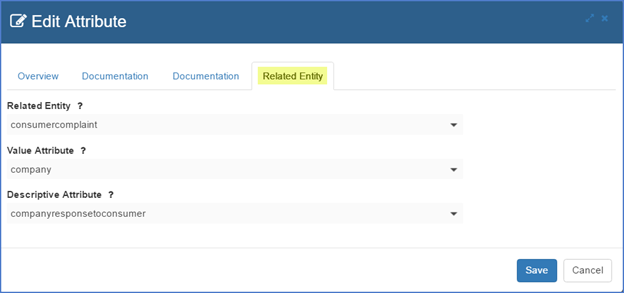 Edit Attribute
Overview Documentation Documentation Related Entity
Related Entity ?
consumercomplaint
Value Attribute ?
company
Descriptive Attribute ?
companyresponsetoconsumer
Save Cancel